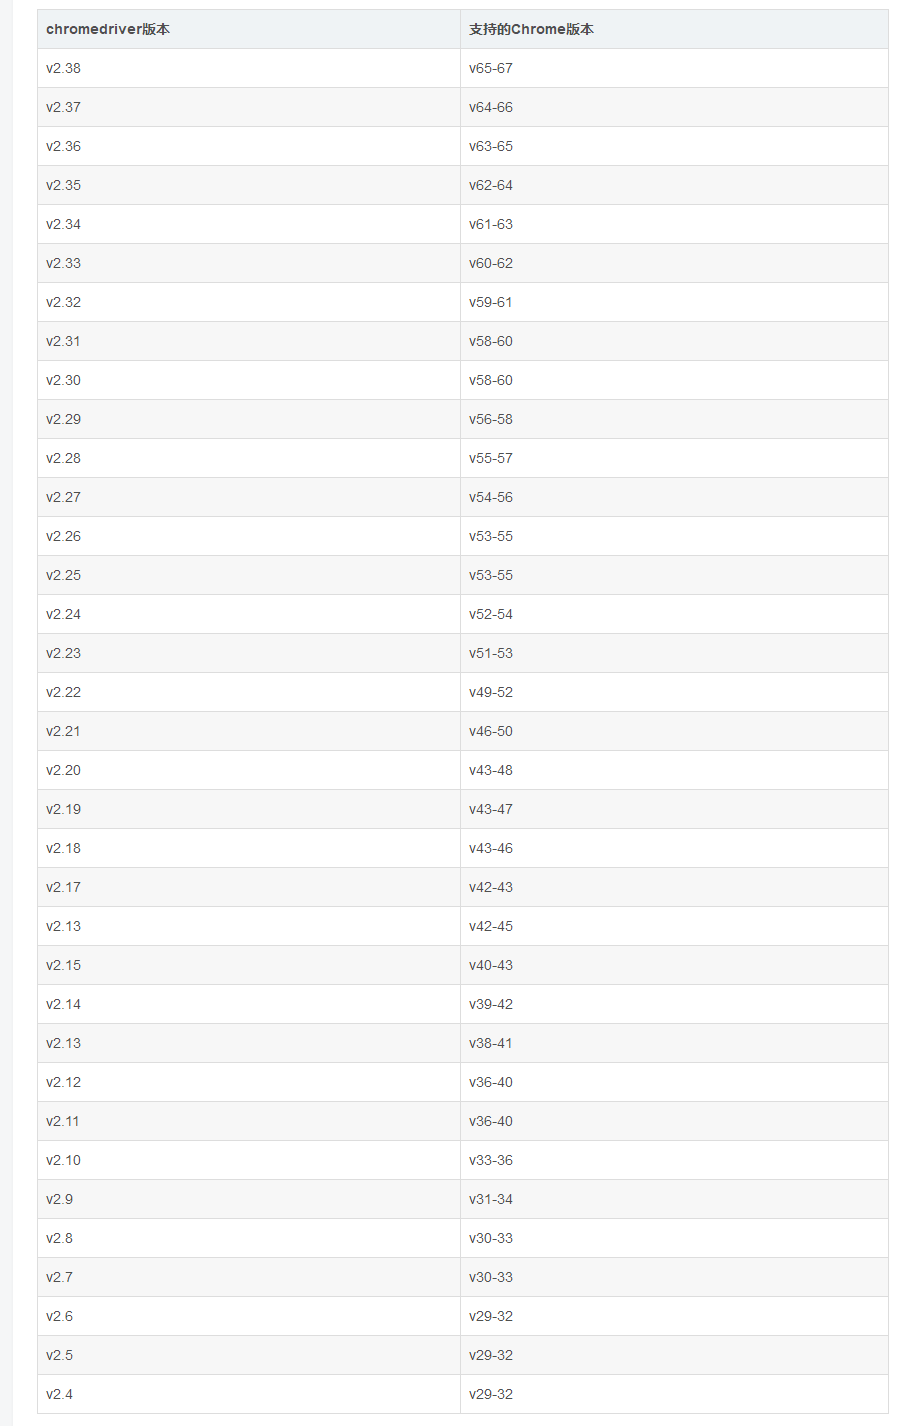 chromedriver版本 支持的Chrome版本
v2.38 v65-67
v2.37 v64-66
v2.36 v63-65
v2.35 v62-64
v2.34 v61-63
v2.33 v60-62
v2.32 v59-61
v2.31 v58-60
v2.30 v58-60
v2.29 v56-58
v2.28 v55-57
v2.27 v54-56
v2.26 v53-55
v2.25 v53-55
v2.24 v52-54
v2.23 v51-53
v2.22 v49-52
v2.21 v46-50
v2.20 v43-48
v2.19 v43-47
v2.18 v43-46
v2.17 v42-43
v2.13 v42-45
v2.15 v40-43
v2.14 v39-42
v2.13 v38-41
v2.12 v36-40
v2.11 v36-40
v2.10 v33-36
v2.9 v31-34
v2.8 v30-33
v2.7 v30-33
v2.6 v29-32
v2.5 v29-32
v2.4 v29-32